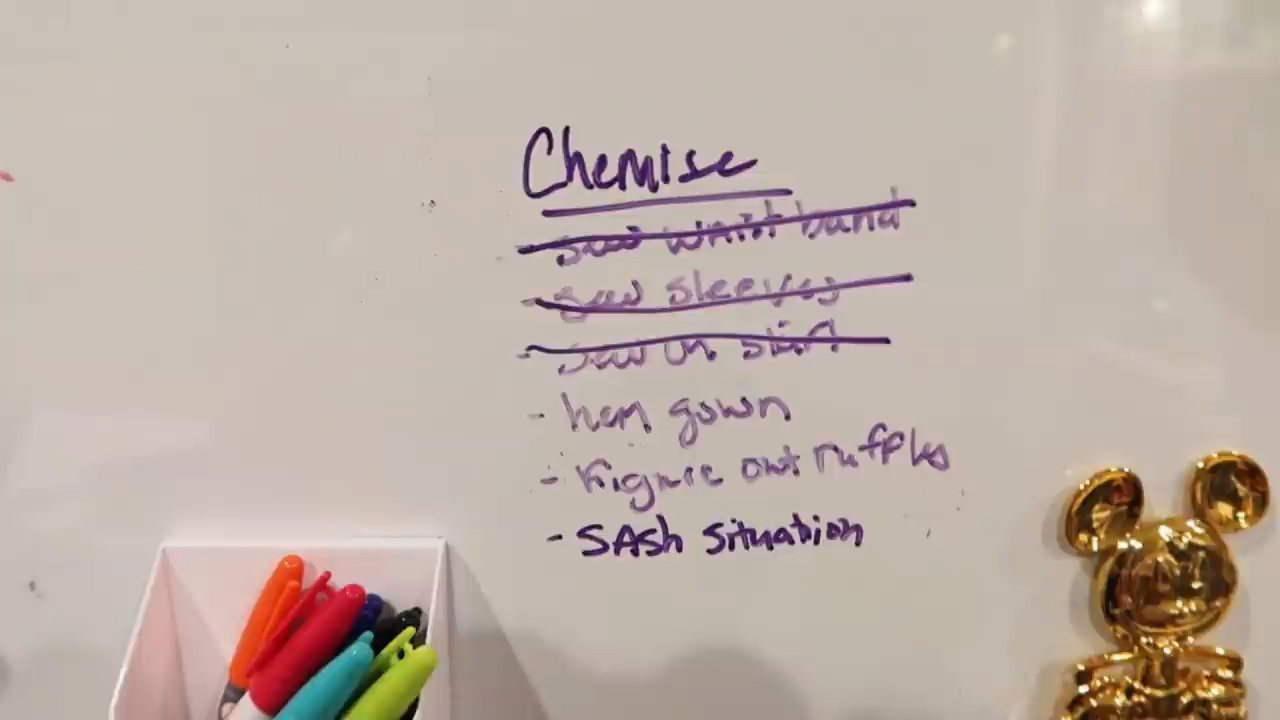 Chemise
- sew waist band
- sew sleeves
- sew on skirt
- hem gown
- figure out ruffles
- SASh situation